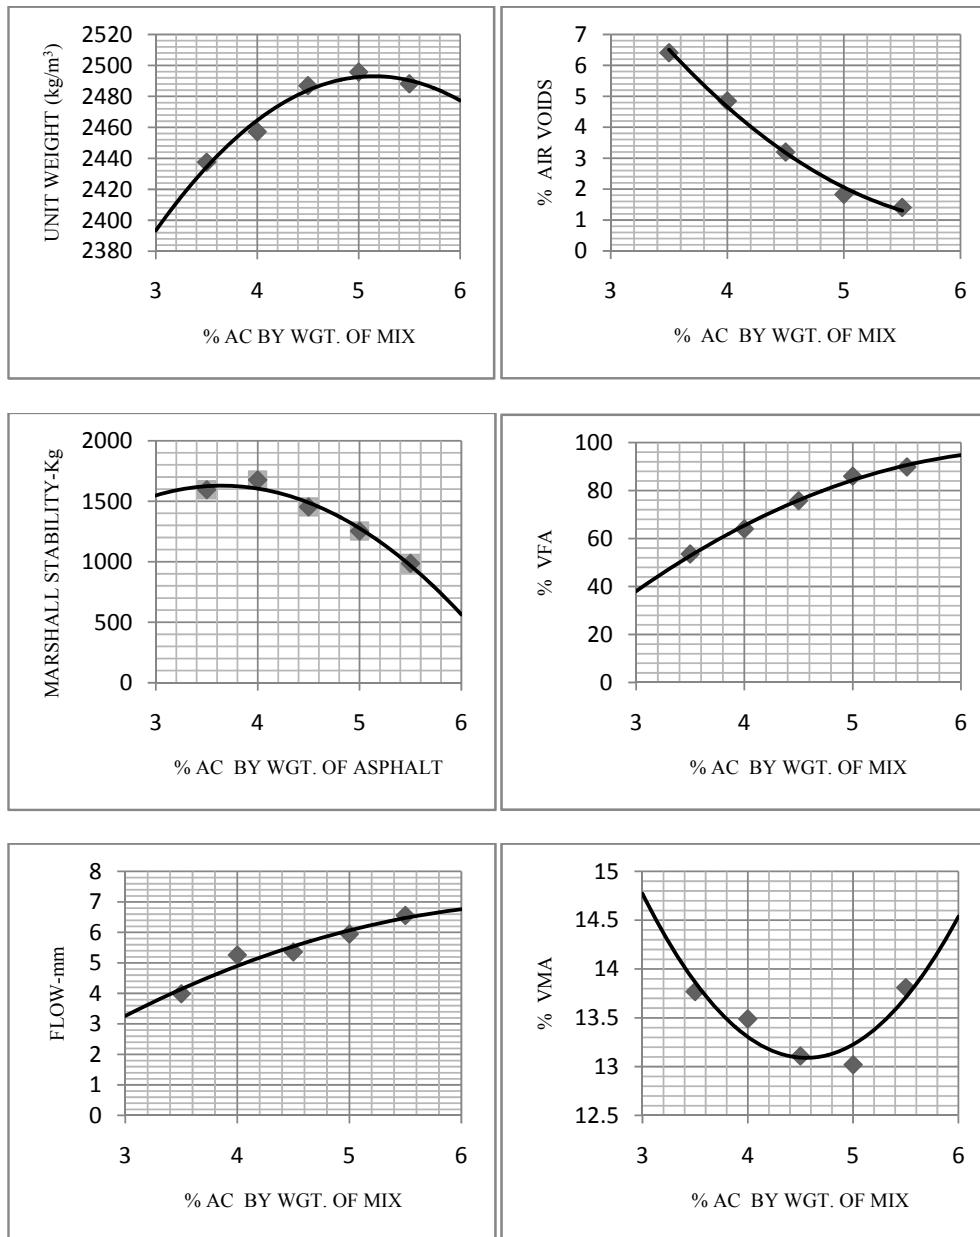 UNIT WEIGHT (kg/m³)
2520
2500
2480
2460
2440
2420
2400
2380
3 4 5 6
% AC BY WGT. OF MIX
% AIR VOIDS
7
6
5
4
3
2
1
0
3 4 5 6
% AC BY WGT. OF MIX
MARSHALL STABILITY-Kg
2000
1500
1000
500
0
3 4 5 6
% AC BY WGT. OF ASPHALT
% VFA
100
80
60
40
20
0
3 4 5 6
% AC BY WGT. OF MIX
FLOW-mm
8
7
6
5
4
3
2
1
0
3 4 5 6
% AC BY WGT. OF MIX
% VMA
15
14.5
14
13.5
13
12.5
3 4 5 6
% AC BY WGT. OF MIX